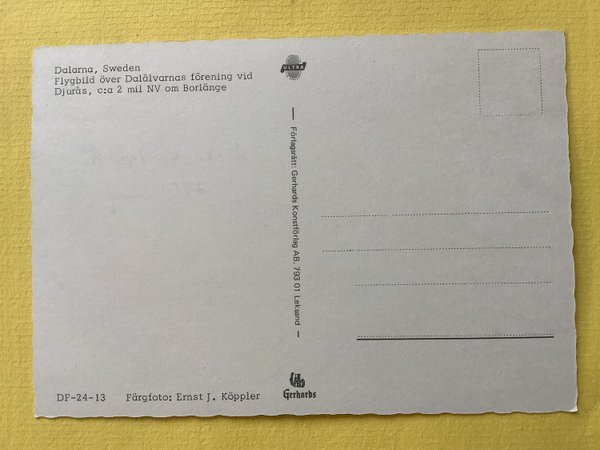 Dalarna, Sweden
Flygbild över Dalälvarnas förening vid
Djurås, c:a 2 mil NV om Borlänge
ULTRA
Förlagsrätt: Gerhards Konstförlag AB. 793 01 Leksand
DF-24-13 Färgfoto: Ernst J. Köppler
Gerhards